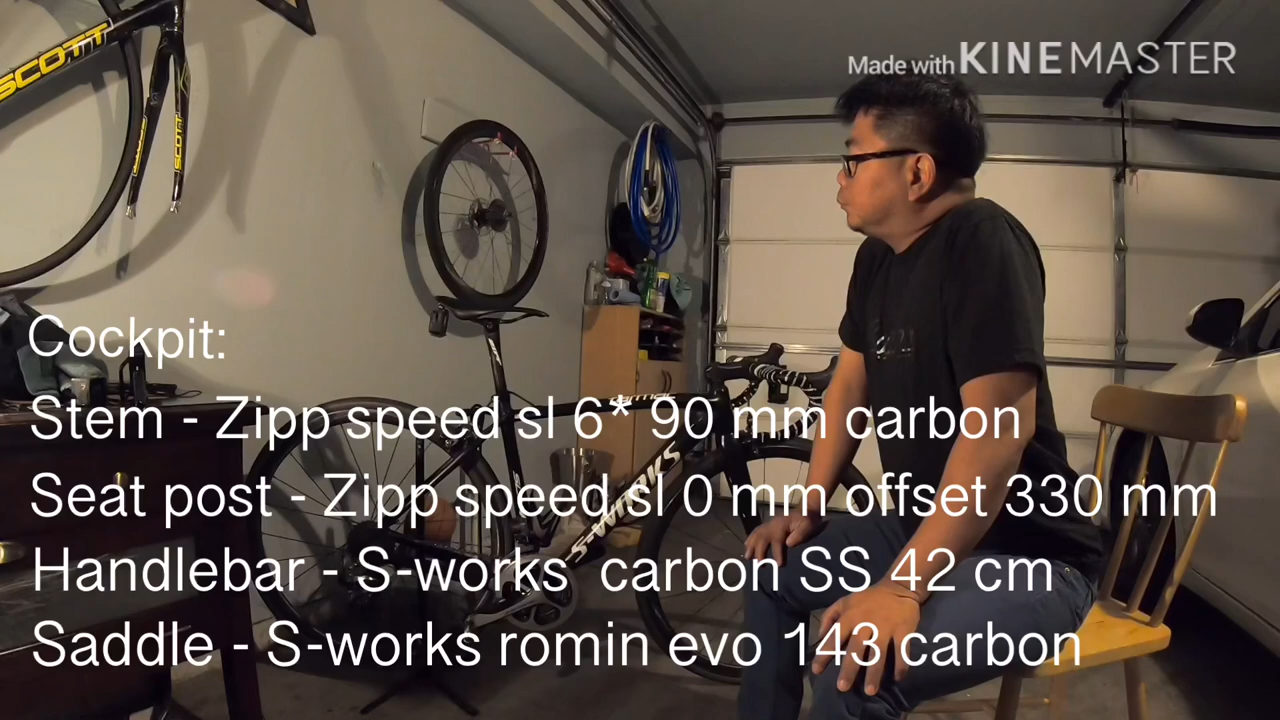 SCOTT
SCOTT
Made with KINEMASTER
Cockpit:
Stem - Zipp speed sl 6* 90 mm carbon
Seat post - Zipp speed sl 0 mm offset 330 mm
Handlebar - S-works carbon SS 42 cm
Saddle - S-works romin evo 143 carbon
S-WORKS